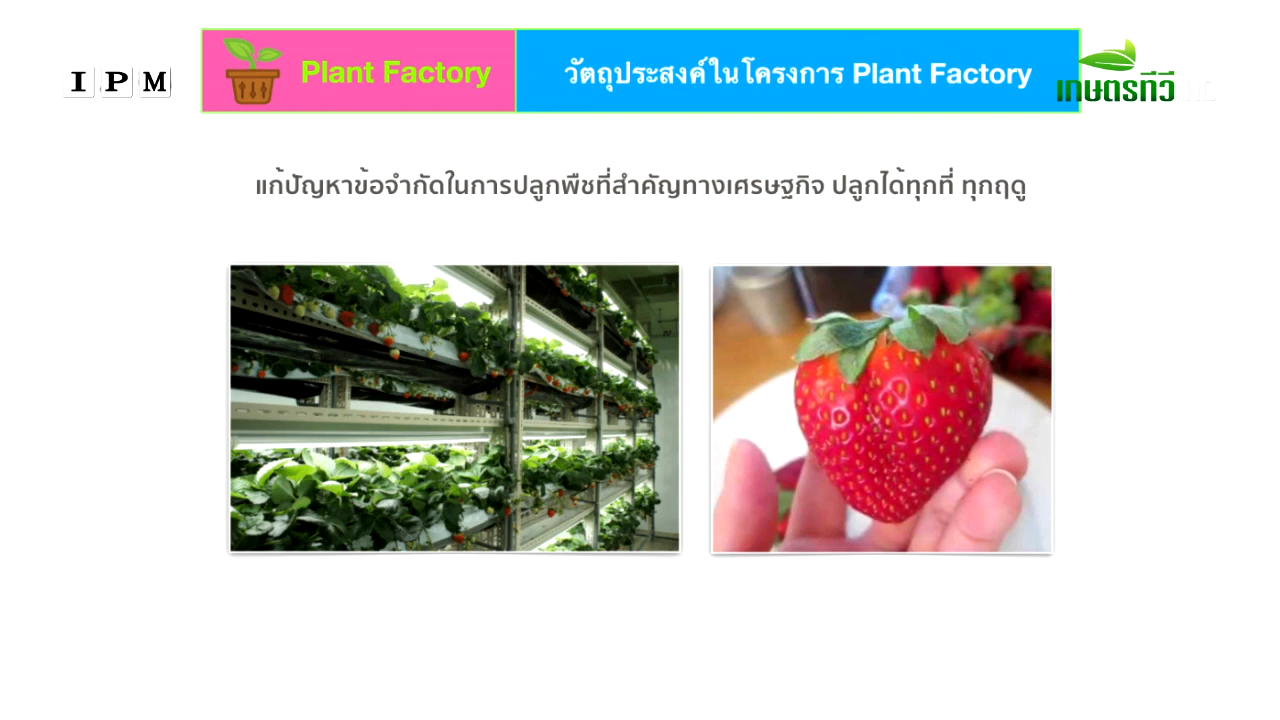 I P M
Plant Factory
วัตถุประสงค์ในโครงการ Plant Factory
เกษตรทีวี
แก้ปัญหาข้อจำกัดในการปลูกพืชที่สำคัญทางเศรษฐกิจ ปลูกได้ทุกที่ ทุกฤดู